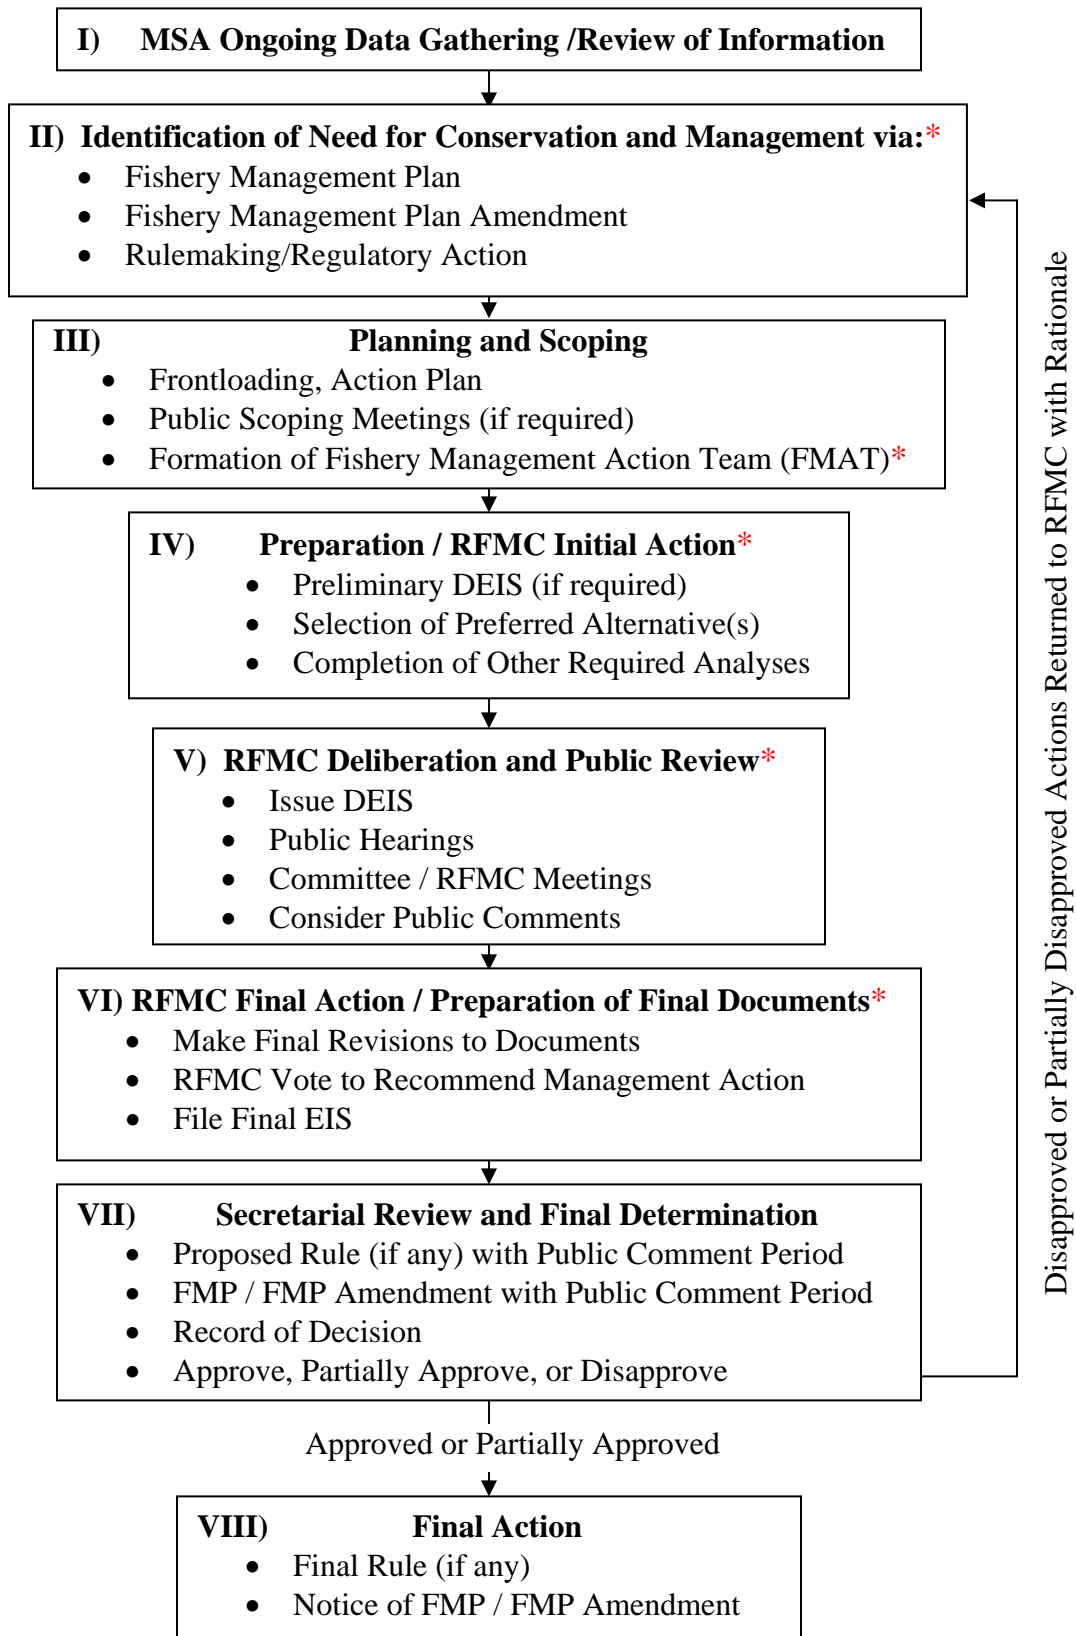 I) MSA Ongoing Data Gathering /Review of Information
II) Identification of Need for Conservation and Management via:*
• Fishery Management Plan
• Fishery Management Plan Amendment
• Rulemaking/Regulatory Action
III) Planning and Scoping
• Frontloading, Action Plan
• Public Scoping Meetings (if required)
• Formation of Fishery Management Action Team (FMAT)*
IV) Preparation / RFMC Initial Action*
• Preliminary DEIS (if required)
• Selection of Preferred Alternative(s)
• Completion of Other Required Analyses
V) RFMC Deliberation and Public Review*
• Issue DEIS
• Public Hearings
• Committee / RFMC Meetings
• Consider Public Comments
VI) RFMC Final Action / Preparation of Final Documents*
• Make Final Revisions to Documents
• RFMC Vote to Recommend Management Action
• File Final EIS
VII) Secretarial Review and Final Determination
• Proposed Rule (if any) with Public Comment Period
• FMP / FMP Amendment with Public Comment Period
• Record of Decision
• Approve, Partially Approve, or Disapprove
Approved or Partially Approved
VIII) Final Action
• Final Rule (if any)
• Notice of FMP / FMP Amendment
Disapproved or Partially Disapproved Actions Returned to RFMC with Rationale